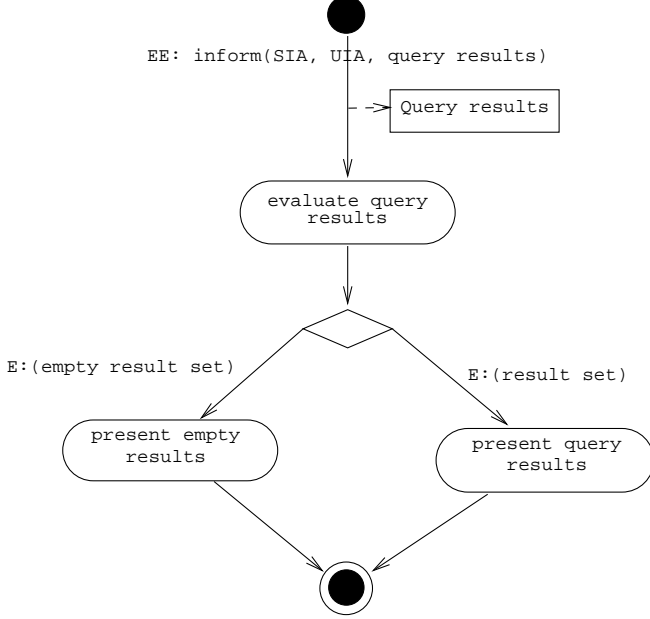 EE: inform(SIA, UIA, query results)
Query results
evaluate query
results
E:(empty result set)
E:(result set)
present empty
results
present query
results